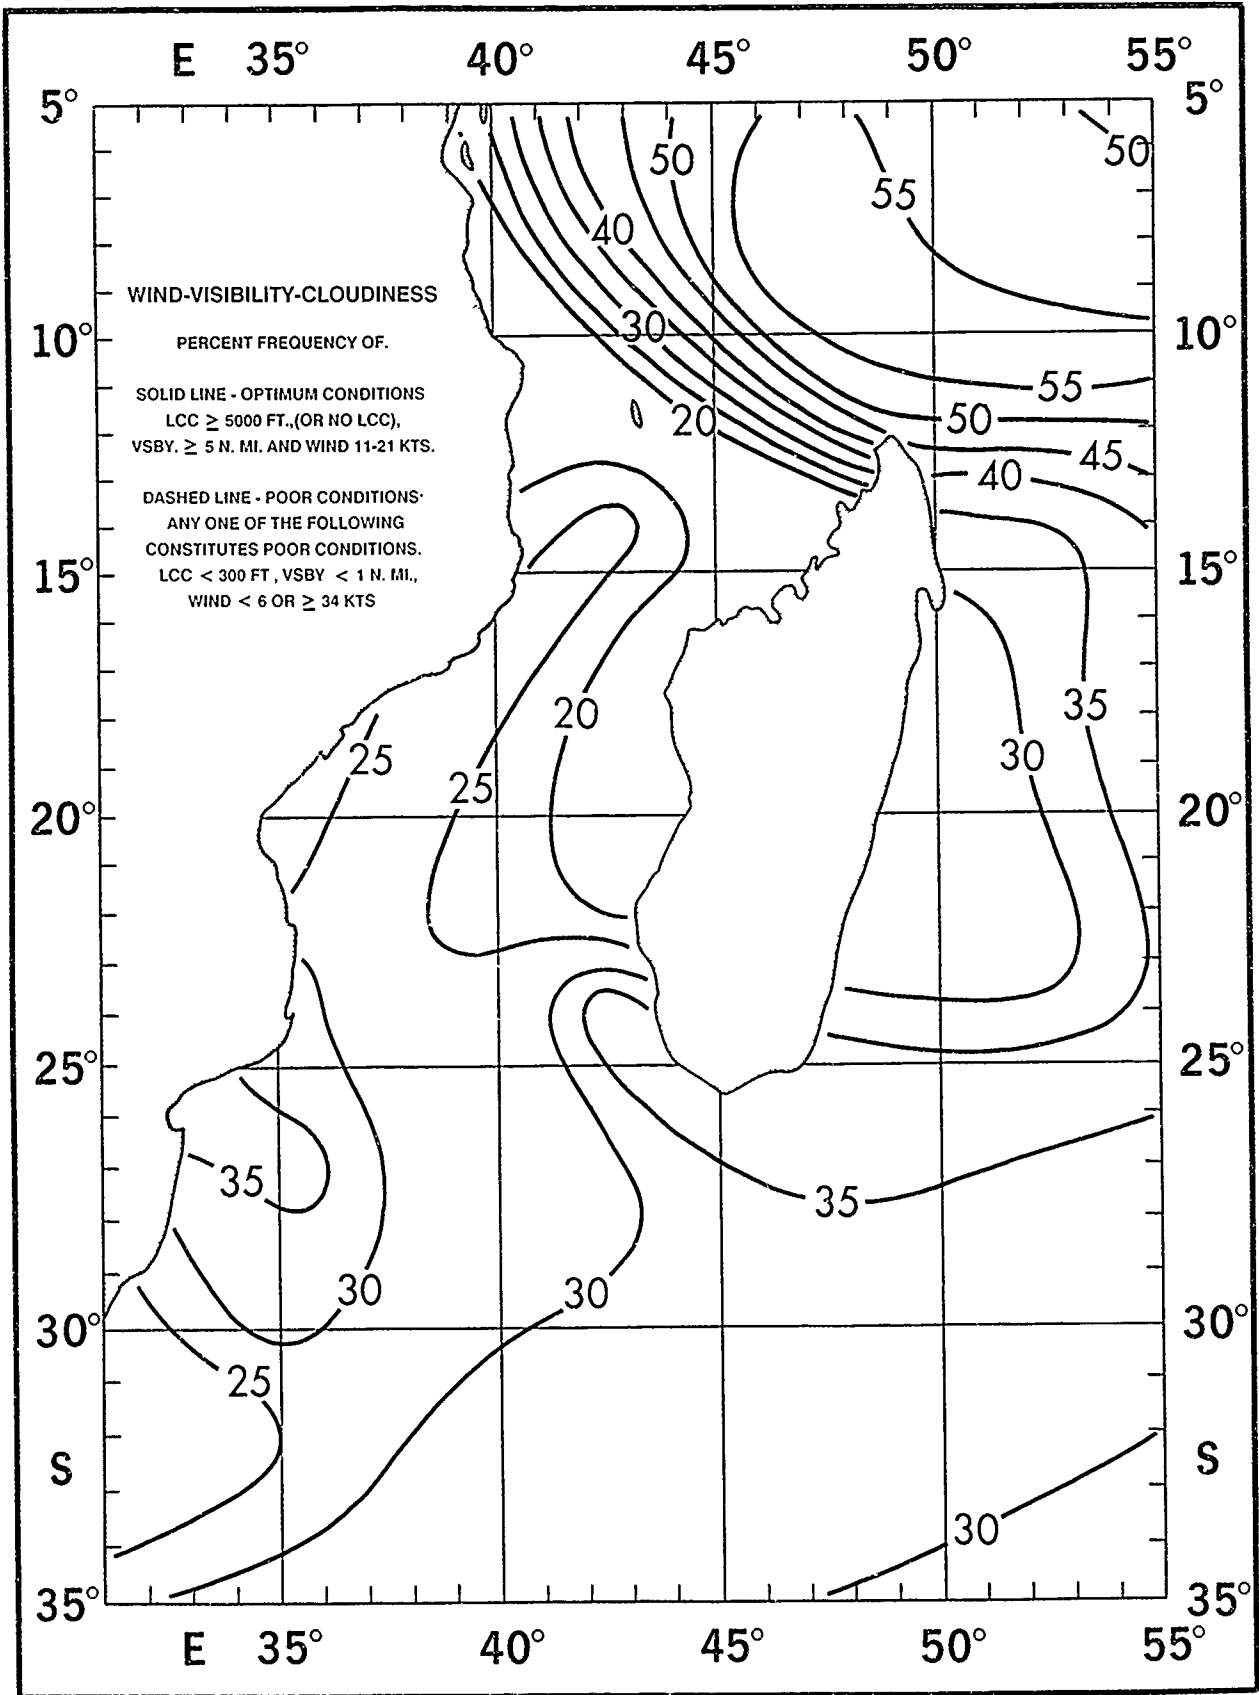 E 35° 40° 45° 50° 55°
5° 5°
50 50
55
40
WIND-VISIBILITY-CLOUDINESS
30
10° 10°
PERCENT FREQUENCY OF.
55
SOLID LINE - OPTIMUM CONDITIONS
LCC ≥ 5000 FT.,(OR NO LCC),
20 50
VSBY. ≥ 5 N. MI. AND WIND 11-21 KTS.
45
40
DASHED LINE - POOR CONDITIONS·
ANY ONE OF THE FOLLOWING
CONSTITUTES POOR CONDITIONS.
15° 15°
LCC < 300 FT , VSBY < 1 N. MI.,
WIND < 6 OR ≥ 34 KTS
20 35
25 30
25
20° 20°
25° 25°
35 35
30 30
30° 30°
25
S S
30
35° 35°
E 35° 40° 45° 50° 55°